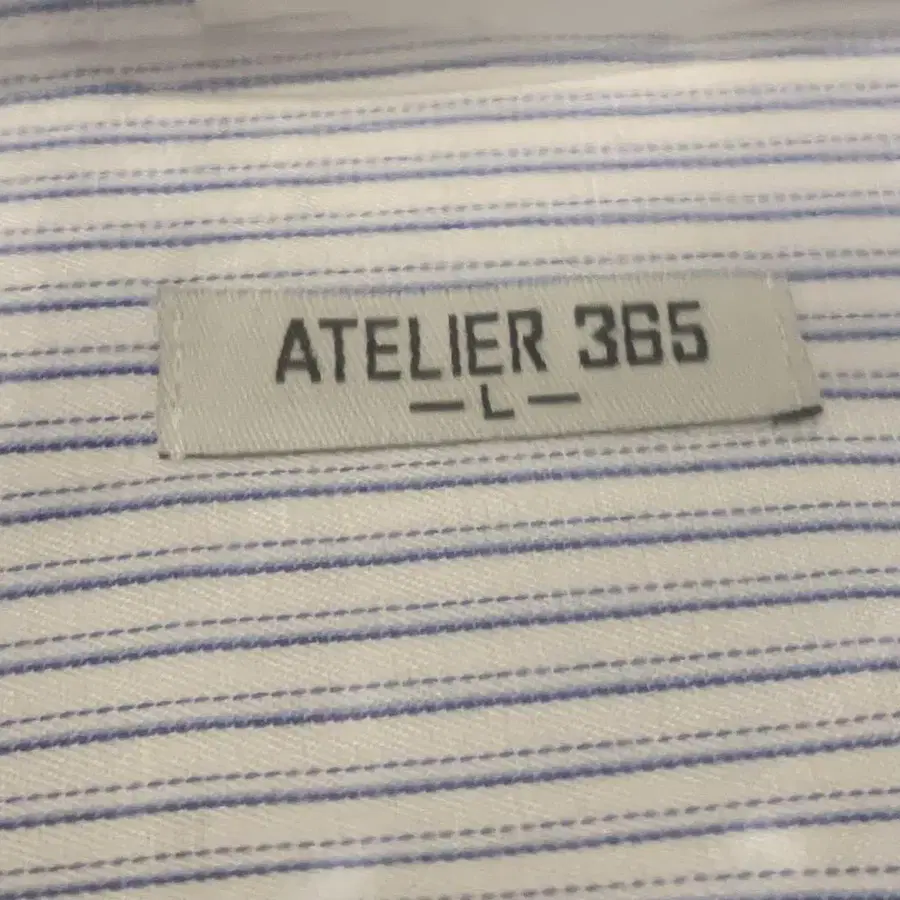 ATELIER 365
- L -